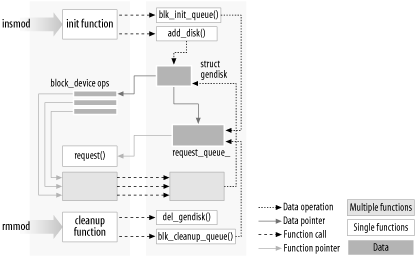 insmod
init function
blk_init_queue()
add_disk()
struct
gendisk
block_device ops
request_queue_
request()
rmmod
cleanup
function
del_gendisk()
blk_cleanup_queue()
Data operation
Data pointer
Function call
Function pointer
Multiple functions
Single functions
Data